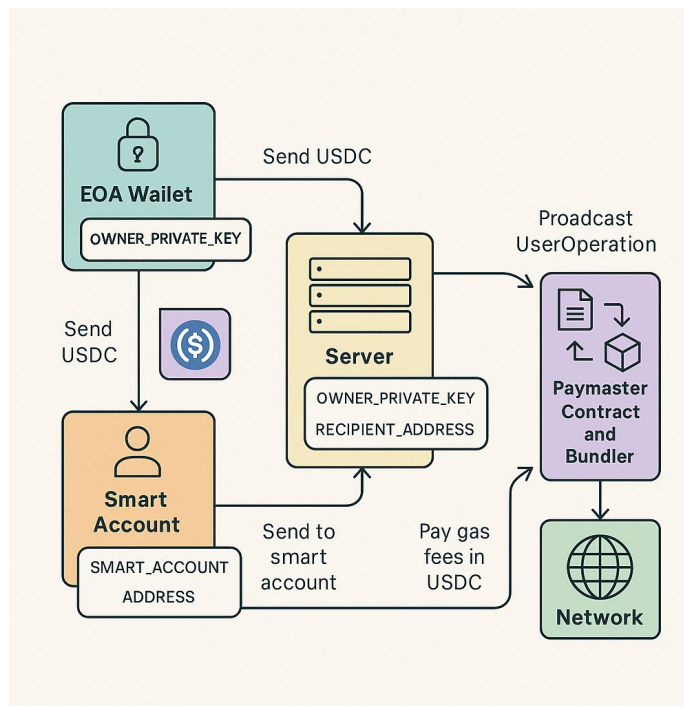 EOA Wailet
OWNER_PRIVATE_KEY
Send USDC
Send
USDC
$
Server
OWNER_PRIVATE_KEY
RECIPIENT_ADDRESS
Proadcast
UserOperation
Paymaster
Contract
and
Bundler
Smart
Account
SMART_ACCOUNT
ADDRESS
Send to
smart
account
Pay gas
fees in
USDC
Network